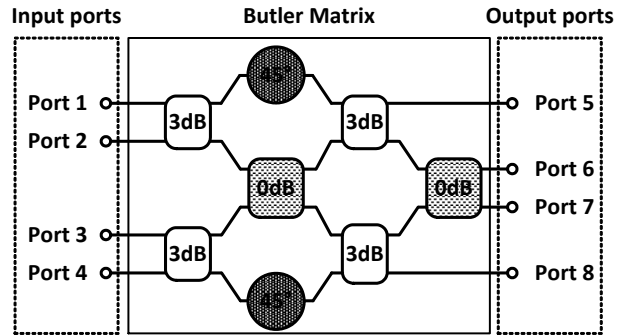 Input ports
Butler Matrix
Output ports
45°
Port 1
3dB
3dB
Port 5
Port 2
0dB
0dB
Port 6
Port 7
Port 3
3dB
3dB
Port 4
45°
Port 8